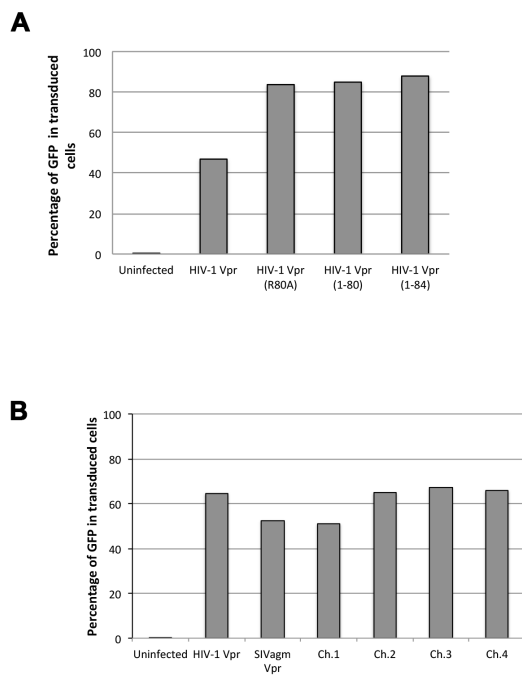 A
Percentage of GFP in transduced
cells
100
80
60
40
20
0
Uninfected HIV-1 Vpr HIV-1 Vpr HIV-1 Vpr HIV-1 Vpr
(R80A) (1-80) (1-84)
B
Percentage of GFP in transduced cells
100
80
60
40
20
0
Uninfected HIV-1 Vpr SIVagm Ch.1 Ch.2 Ch.3 Ch.4
Vpr